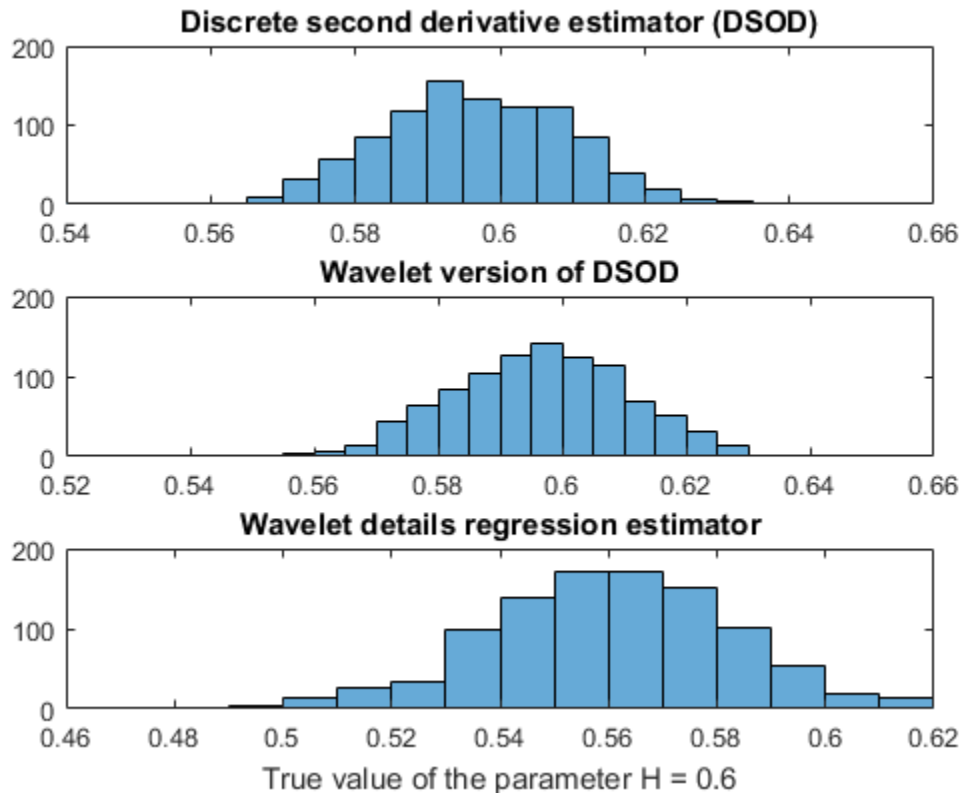 Discrete second derivative estimator (DSOD)
200
100
0
0.54 0.56 0.58 0.6 0.62 0.64 0.66
Wavelet version of DSOD
200
100
0
0.52 0.54 0.56 0.58 0.6 0.62 0.64 0.66
Wavelet details regression estimator
200
100
0
0.46 0.48 0.5 0.52 0.54 0.56 0.58 0.6 0.62
True value of the parameter H = 0.6